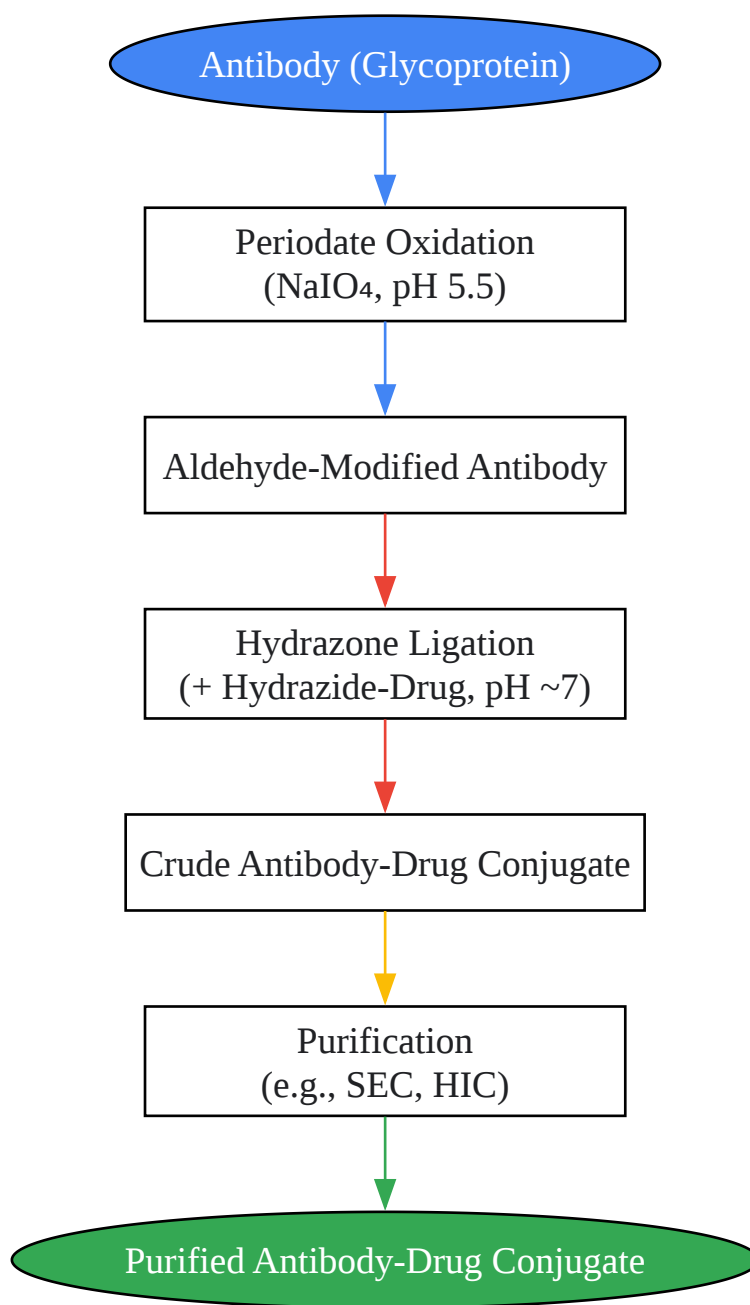 Antibody (Glycoprotein)
Periodate Oxidation
(NaIO₄, pH 5.5)
Aldehyde-Modified Antibody
Hydrazone Ligation
(+ Hydrazide-Drug, pH ~7)
Crude Antibody-Drug Conjugate
Purification
(e.g., SEC, HIC)
Purified Antibody-Drug Conjugate